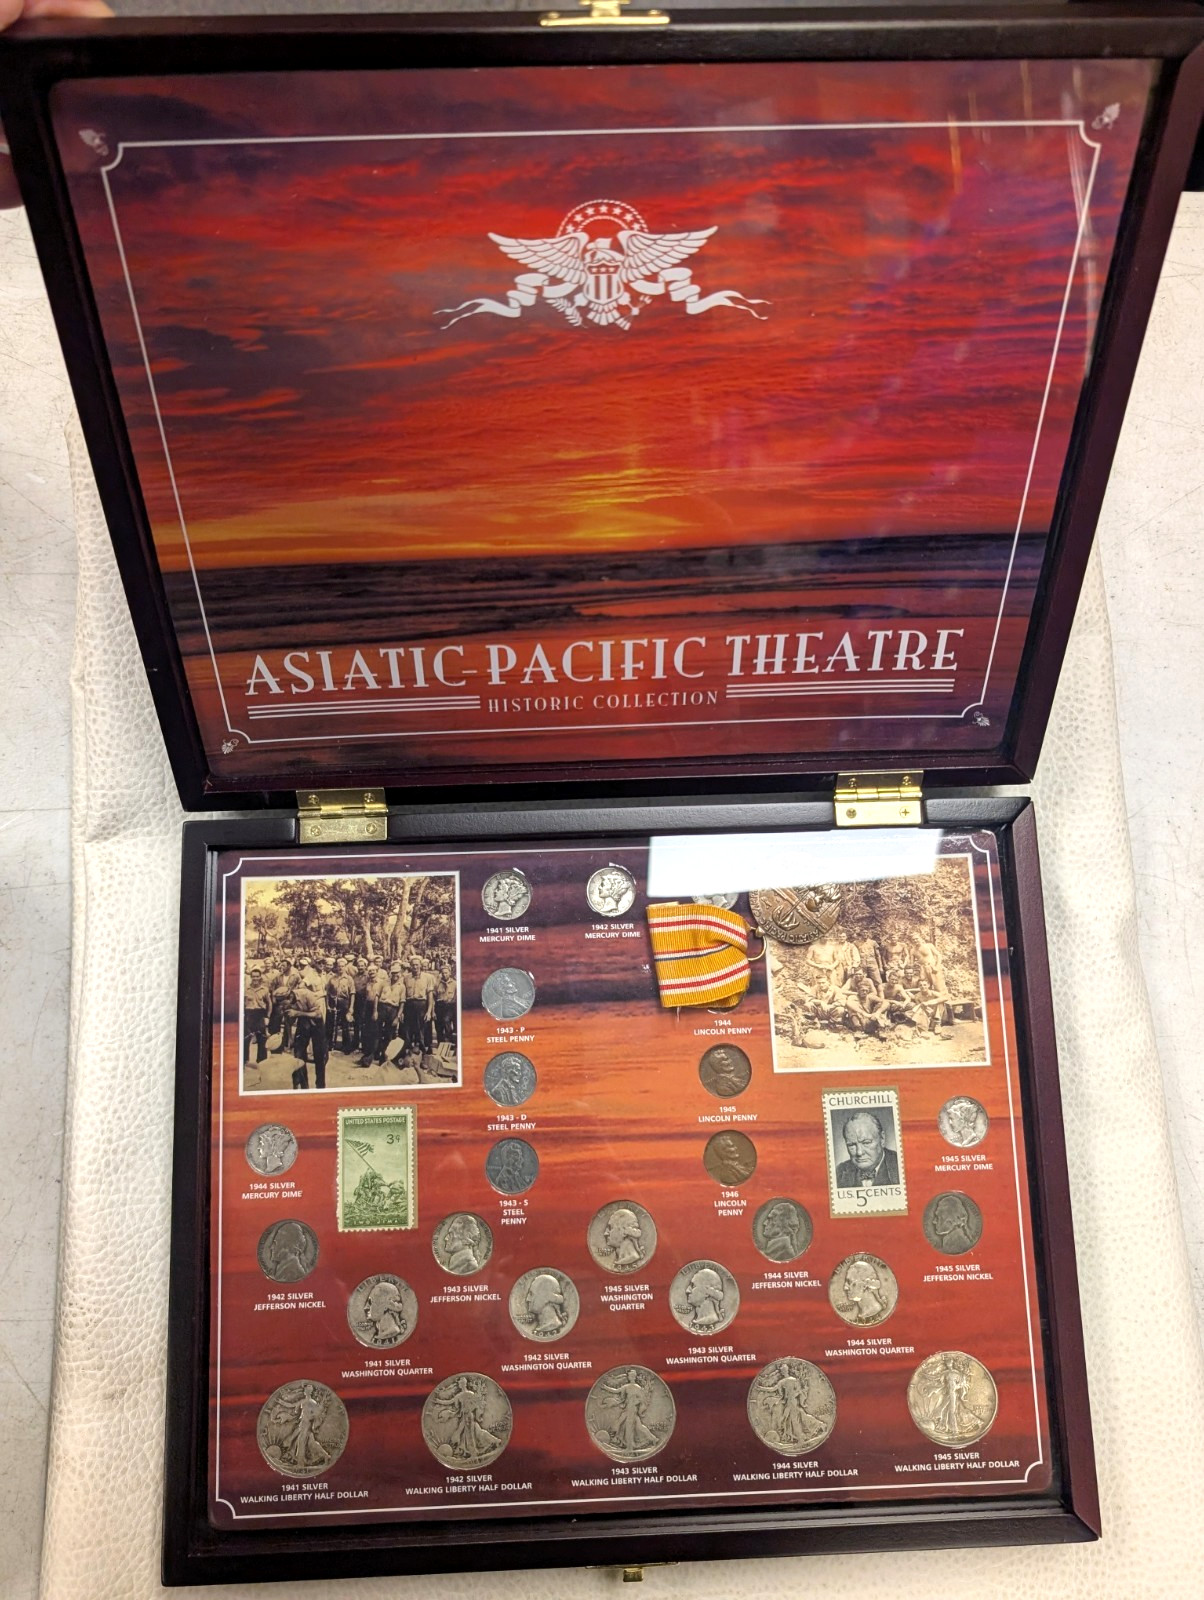 ASIATIC-PACIFIC THEATRE
HISTORIC COLLECTION
1941 SILVER
MERCURY DIME
1942 SILVER
MERCURY DIME
1943 - P
STEEL PENNY
1944
LINCOLN PENNY
1943 - D
STEEL PENNY
1945
LINCOLN PENNY
1943 - S
STEEL
PENNY
1946
LINCOLN
PENNY
UNITED STATES POSTAGE
3¢
IWO JIMA
CHURCHILL
U.S. 5 CENTS
1944 SILVER
MERCURY DIME
1945 SILVER
MERCURY DIME
1942 SILVER
JEFFERSON NICKEL
1943 SILVER
JEFFERSON NICKEL
1945 SILVER
WASHINGTON
QUARTER
1944 SILVER
JEFFERSON NICKEL
1945 SILVER
JEFFERSON NICKEL
1941 SILVER
WASHINGTON QUARTER
1942 SILVER
WASHINGTON QUARTER
1943 SILVER
WASHINGTON QUARTER
1944 SILVER
WASHINGTON QUARTER
1941 SILVER
WALKING LIBERTY HALF DOLLAR
1942 SILVER
WALKING LIBERTY HALF DOLLAR
1943 SILVER
WALKING LIBERTY HALF DOLLAR
1944 SILVER
WALKING LIBERTY HALF DOLLAR
1945 SILVER
WALKING LIBERTY HALF DOLLAR